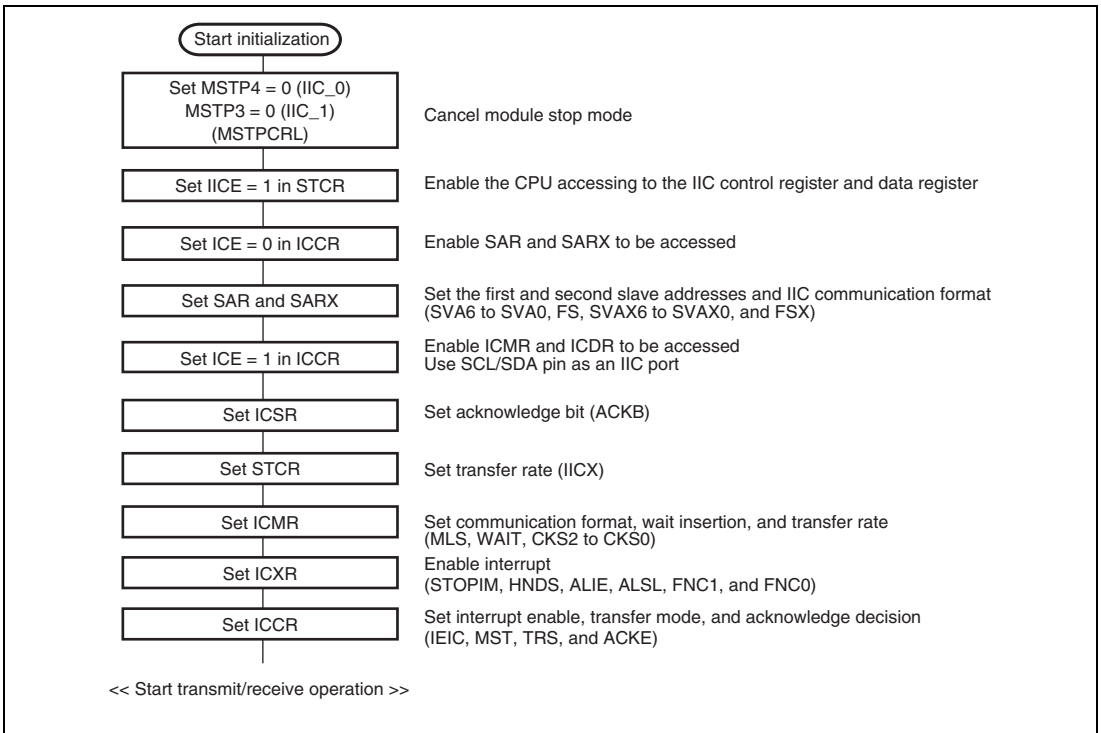 Start initialization
Set MSTP4 = 0 (IIC_0)
MSTP3 = 0 (IIC_1)
(MSTPCRL)
Cancel module stop mode
Set IICE = 1 in STCR
Enable the CPU accessing to the IIC control register and data register
Set ICE = 0 in ICCR
Enable SAR and SARX to be accessed
Set SAR and SARX
Set the first and second slave addresses and IIC communication format
(SVA6 to SVA0, FS, SVAX6 to SVAX0, and FSX)
Set ICE = 1 in ICCR
Enable ICMR and ICDR to be accessed
Use SCL/SDA pin as an IIC port
Set ICSR
Set acknowledge bit (ACKB)
Set STCR
Set transfer rate (IICX)
Set ICMR
Set communication format, wait insertion, and transfer rate
(MLS, WAIT, CKS2 to CKS0)
Set ICXR
Enable interrupt
(STOPIM, HNDS, ALIE, ALSL, FNC1, and FNC0)
Set ICCR
Set interrupt enable, transfer mode, and acknowledge decision
(IEIC, MST, TRS, and ACKE)
<< Start transmit/receive operation >>